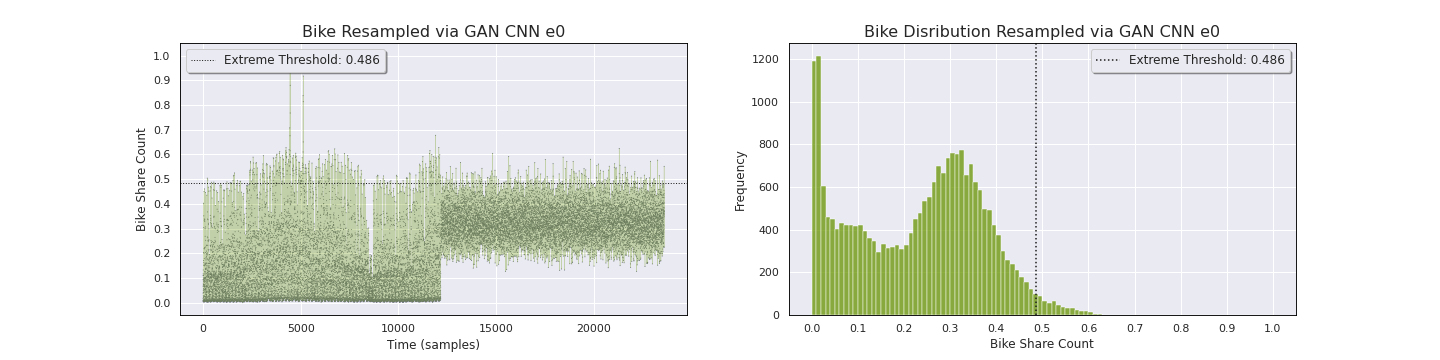 Bike Resampled via GAN CNN e0
Extreme Threshold: 0.486
1.0
0.9
0.8
0.7
0.6
0.5
0.4
0.3
0.2
0.1
0.0
Bike Share Count
0 5000 10000 15000 20000
Time (samples)
Bike Disribution Resampled via GAN CNN e0
Extreme Threshold: 0.486
1200
1000
800
600
400
200
0
Frequency
0.0 0.1 0.2 0.3 0.4 0.5 0.6 0.7 0.8 0.9 1.0
Bike Share Count